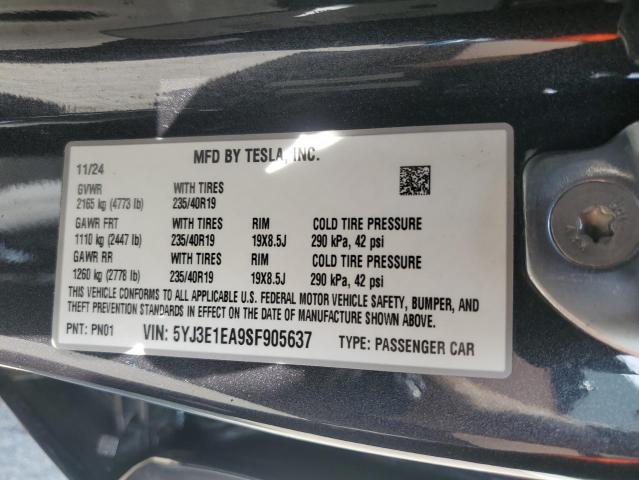 MFD BY TESLA, INC.
11/24
GVWR WITH TIRES
2165 kg (4773 lb) 235/40R19
GAWR FRT WITH TIRES RIM COLD TIRE PRESSURE
1110 kg (2447 lb) 235/40R19 19X8.5J 290 kPa, 42 psi
GAWR RR WITH TIRES RIM COLD TIRE PRESSURE
1260 kg (2778 lb) 235/40R19 19X8.5J 290 kPa, 42 psi
THIS VEHICLE CONFORMS TO ALL APPLICABLE U.S. FEDERAL MOTOR VEHICLE SAFETY, BUMPER, AND
THEFT PREVENTION STANDARDS IN EFFECT ON THE DATE OF MANUFACTURE SHOWN ABOVE.
PNT: PN01 VIN: 5YJ3E1EA9SF905637 TYPE: PASSENGER CAR